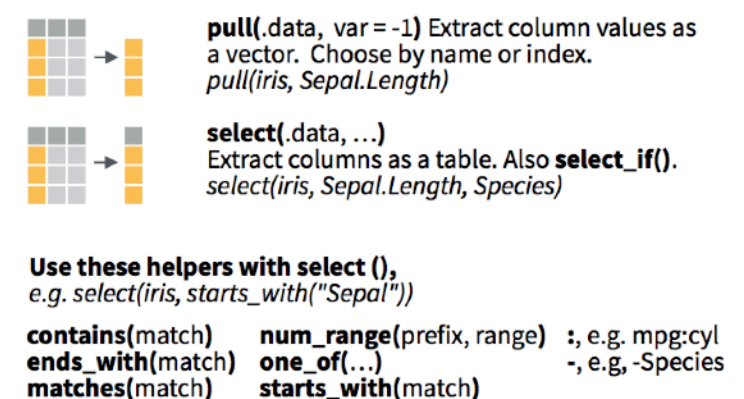 pull(.data, var = -1) Extract column values as
a vector. Choose by name or index.
pull(iris, Sepal.Length)
select(.data, …)
Extract columns as a table. Also select_if().
select(iris, Sepal.Length, Species)
Use these helpers with select (),
e.g. select(iris, starts_with("Sepal"))
contains(match) num_range(prefix, range) :, e.g. mpg:cyl
ends_with(match) one_of(…) -, e.g, -Species
matches(match) starts_with(match)